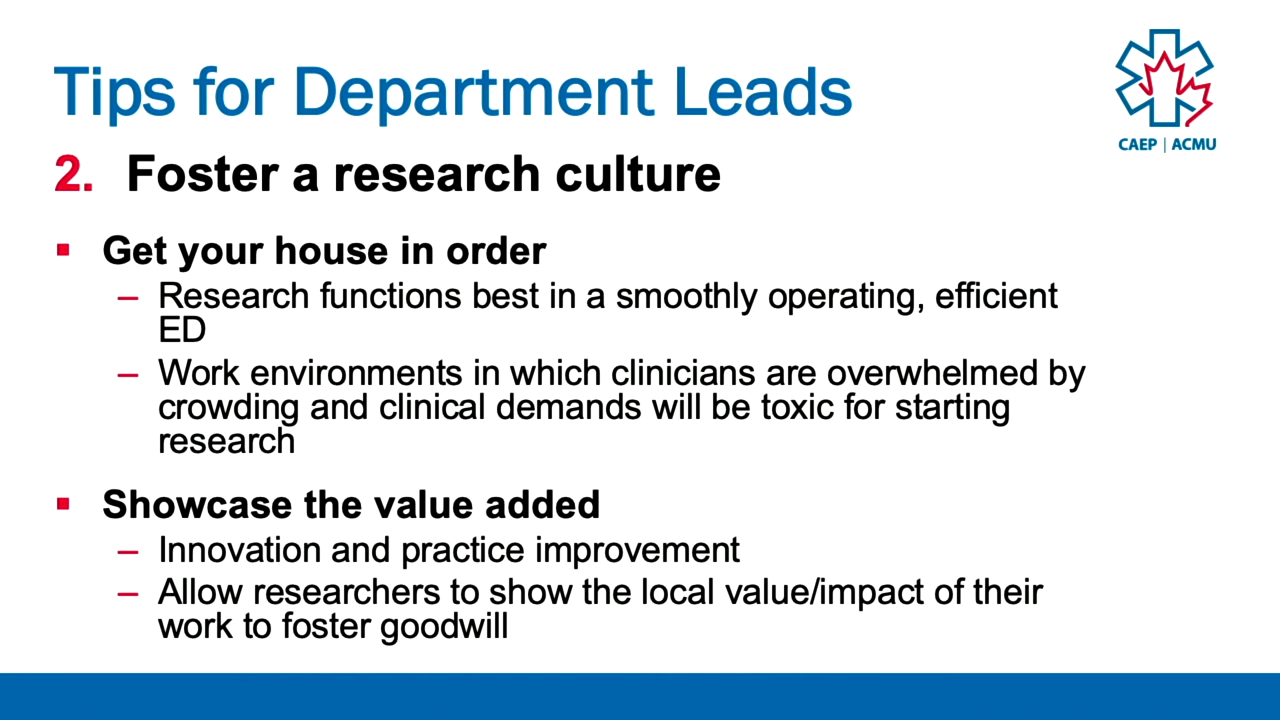 Tips for Department Leads
CAEP | ACMU
2. Foster a research culture
▪ Get your house in order
– Research functions best in a smoothly operating, efficient
ED
– Work environments in which clinicians are overwhelmed by
crowding and clinical demands will be toxic for starting
research
▪ Showcase the value added
– Innovation and practice improvement
– Allow researchers to show the local value/impact of their
work to foster goodwill